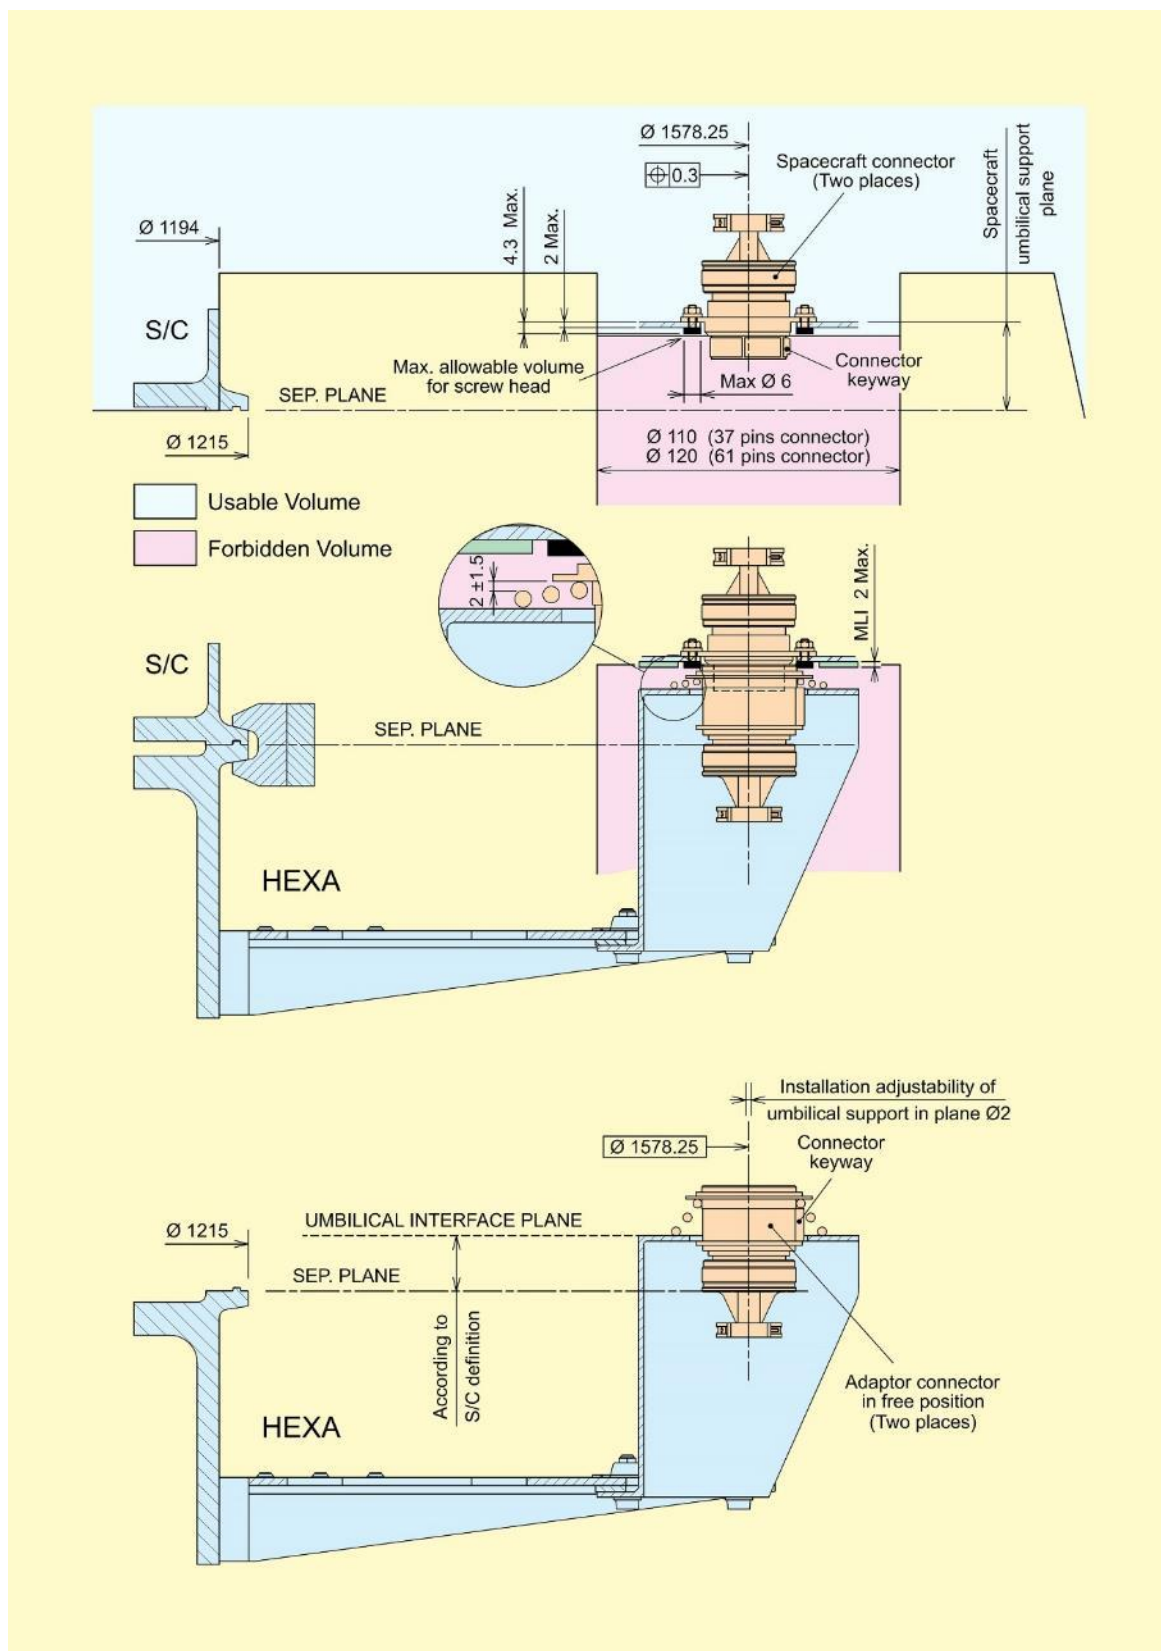 Ø 1578.25
⌖ 0.3
Spacecraft connector
(Two places)
Spacecraft
umbilical support
plane
4.3 Max.
2 Max.
Ø 1194
S/C
Max. allowable volume
for screw head
Connector
keyway
Max Ø 6
SEP. PLANE
Ø 1215
Ø 110 (37 pins connector)
Ø 120 (61 pins connector)
Usable Volume
Forbidden Volume
2 ±1.5
MLI 2 Max.
S/C
SEP. PLANE
HEXA
Installation adjustability of
umbilical support in plane Ø2
Ø 1578.25
Connector
keyway
Ø 1215
UMBILICAL INTERFACE PLANE
SEP. PLANE
According to
S/C definition
Adaptor connector
in free position
(Two places)
HEXA